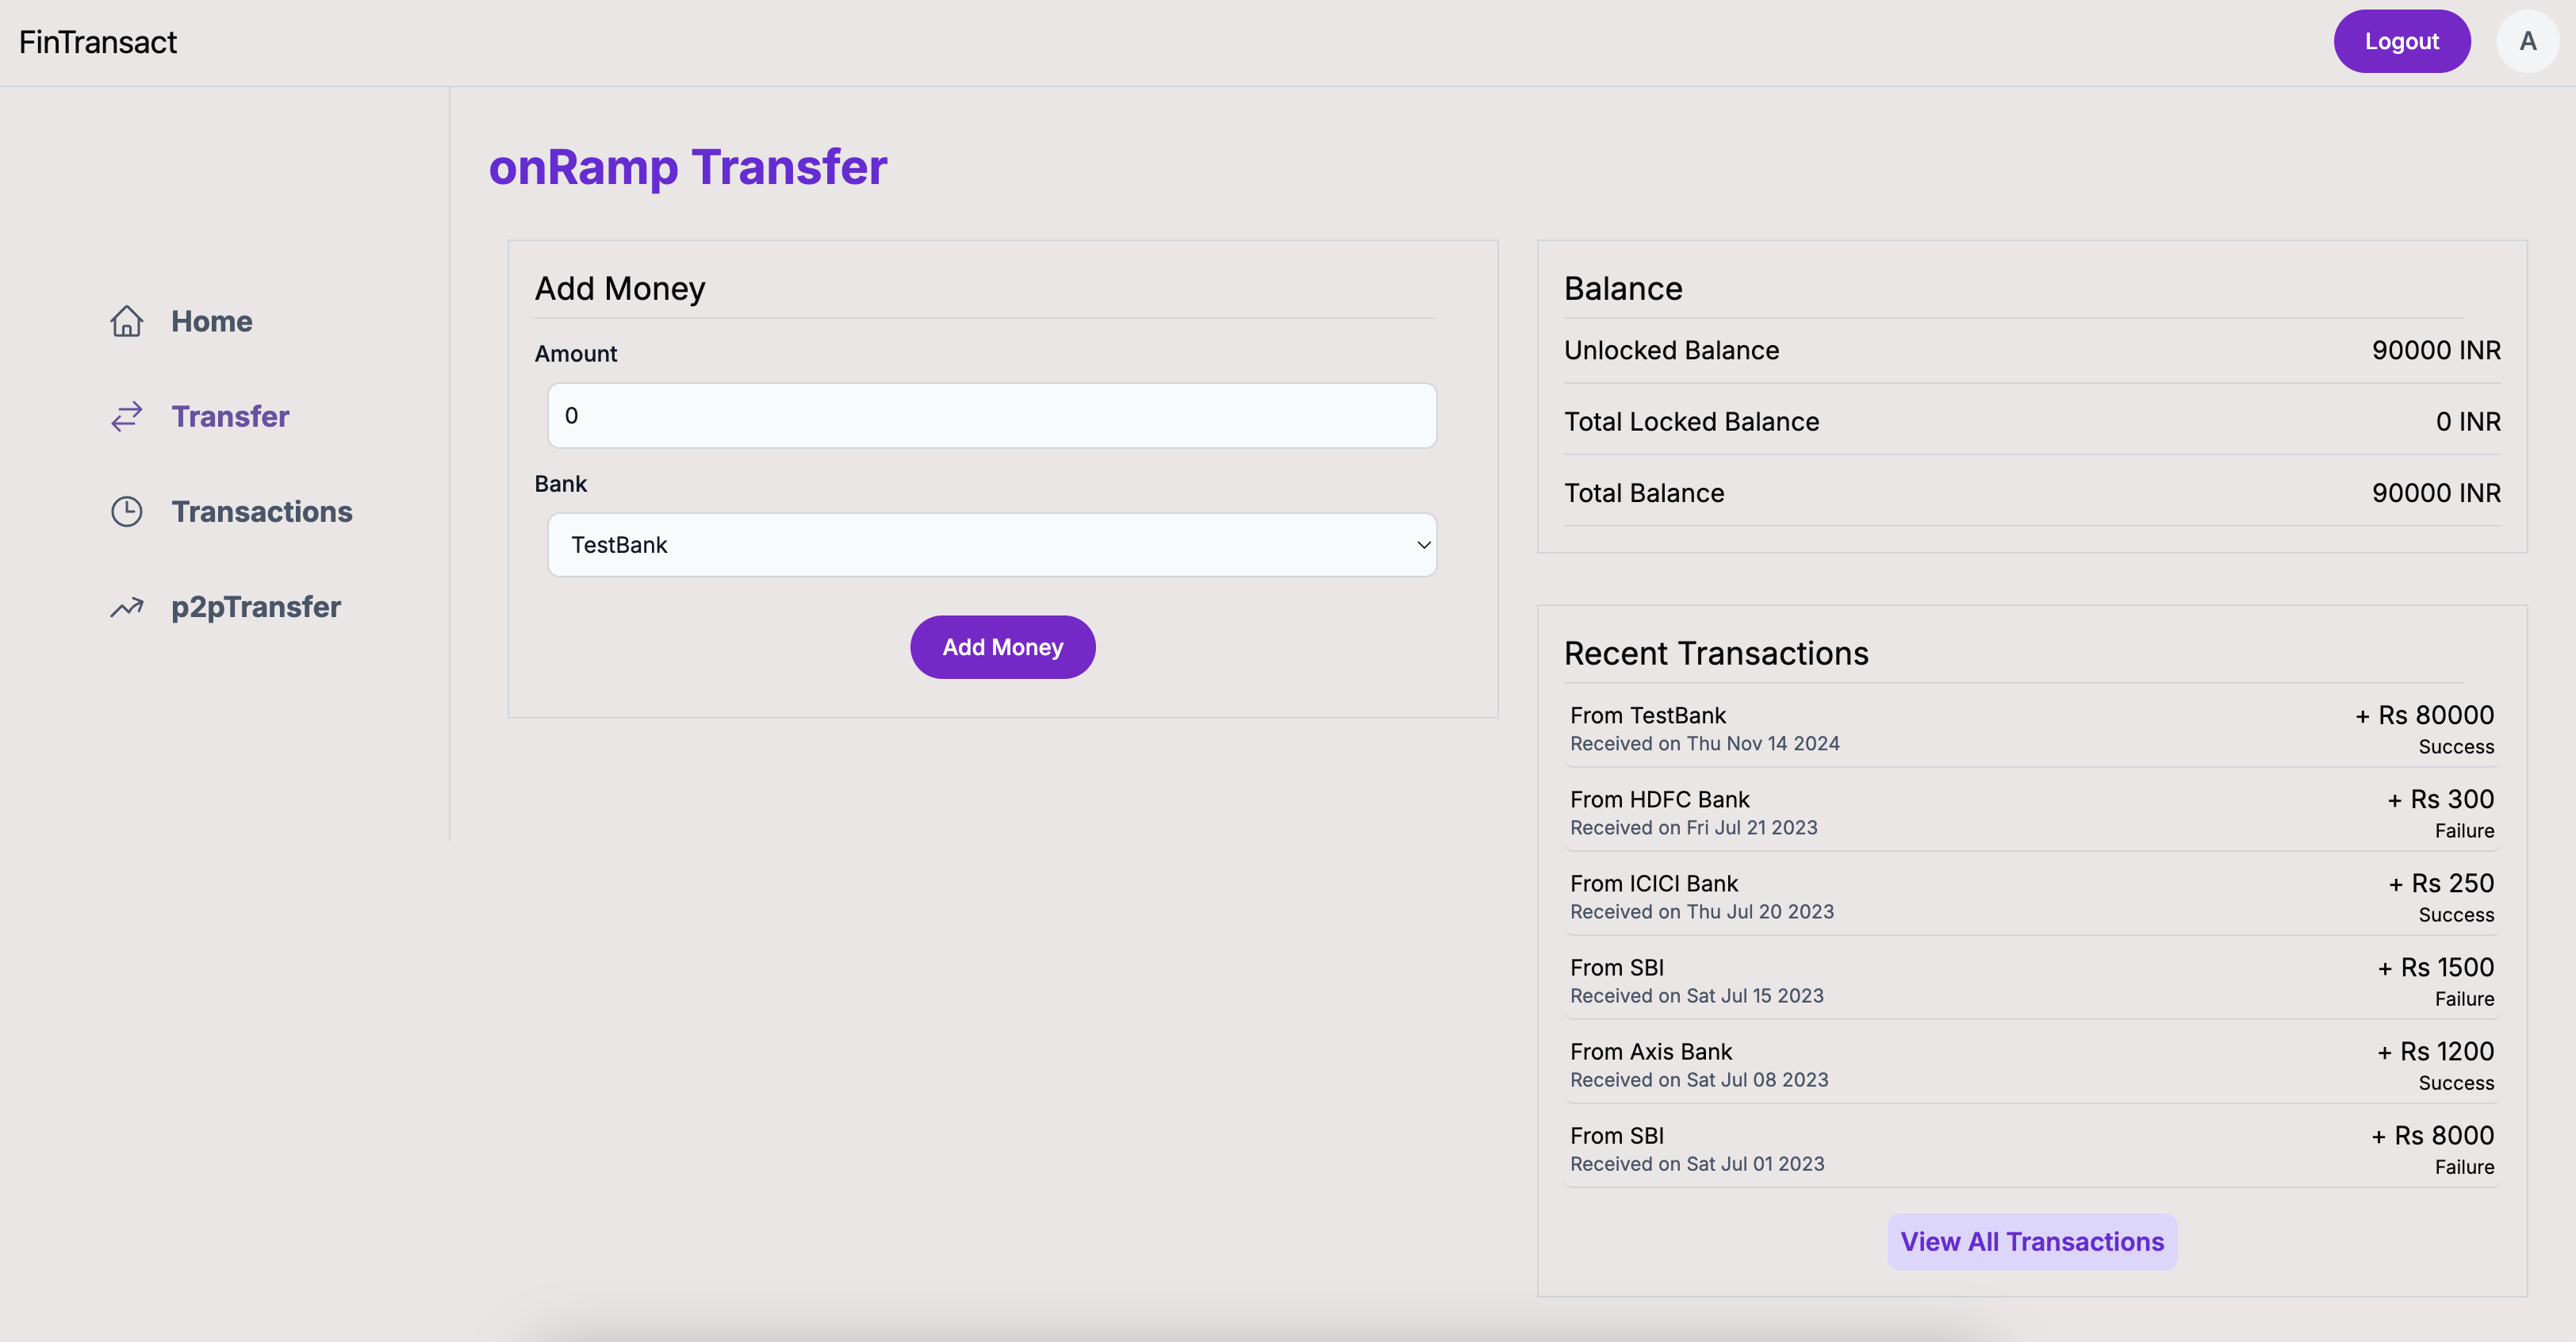 FinTransact
Logout
A
Home
Transfer
Transactions
p2pTransfer
onRamp Transfer
Add Money
Amount
0
Bank
TestBank
Add Money
Balance
Unlocked Balance 90000 INR
Total Locked Balance 0 INR
Total Balance 90000 INR
Recent Transactions
From TestBank + Rs 80000
Received on Thu Nov 14 2024 Success
From HDFC Bank + Rs 300
Received on Fri Jul 21 2023 Failure
From ICICI Bank + Rs 250
Received on Thu Jul 20 2023 Success
From SBI + Rs 1500
Received on Sat Jul 15 2023 Failure
From Axis Bank + Rs 1200
Received on Sat Jul 08 2023 Success
From SBI + Rs 8000
Received on Sat Jul 01 2023 Failure
View All Transactions